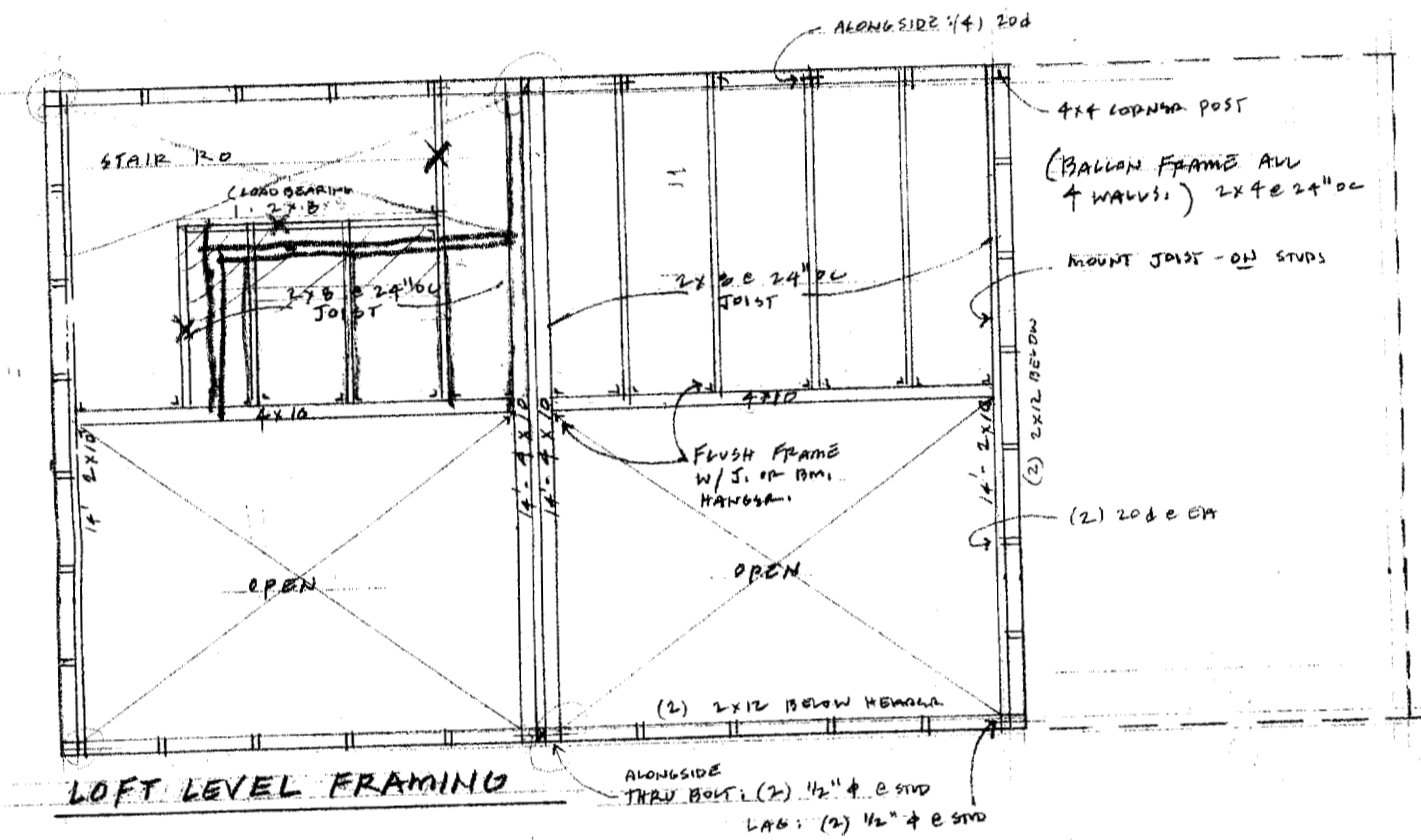 ALONGSIDE :(4) 20d
4x4 CORNER POST
(BALLON FRAME ALL
4 WALLS.) 2x4 @ 24" OC
MOUNT JOIST - ON STUDS
STAIR RO
(LOAD BEARING
2x8
2x8 @ 24" OC
JOIST
2x8 @ 24" OC
JOIST
(2) 2x12 BELOW
4x10
4x10
14'- 2x10
14'- 4x10
14'- 4x10
14'- 2x10
FLUSH FRAME
W/ J. OR BM.
HANGER.
(2) 20d @ EA
OPEN
OPEN
(2) 2x12 BELOW HEADER
LOFT LEVEL FRAMING
ALONGSIDE
THRU BOLT: (2) 1/2" ϕ @ STUD
LAG: (2) 1/2" ϕ @ STUD